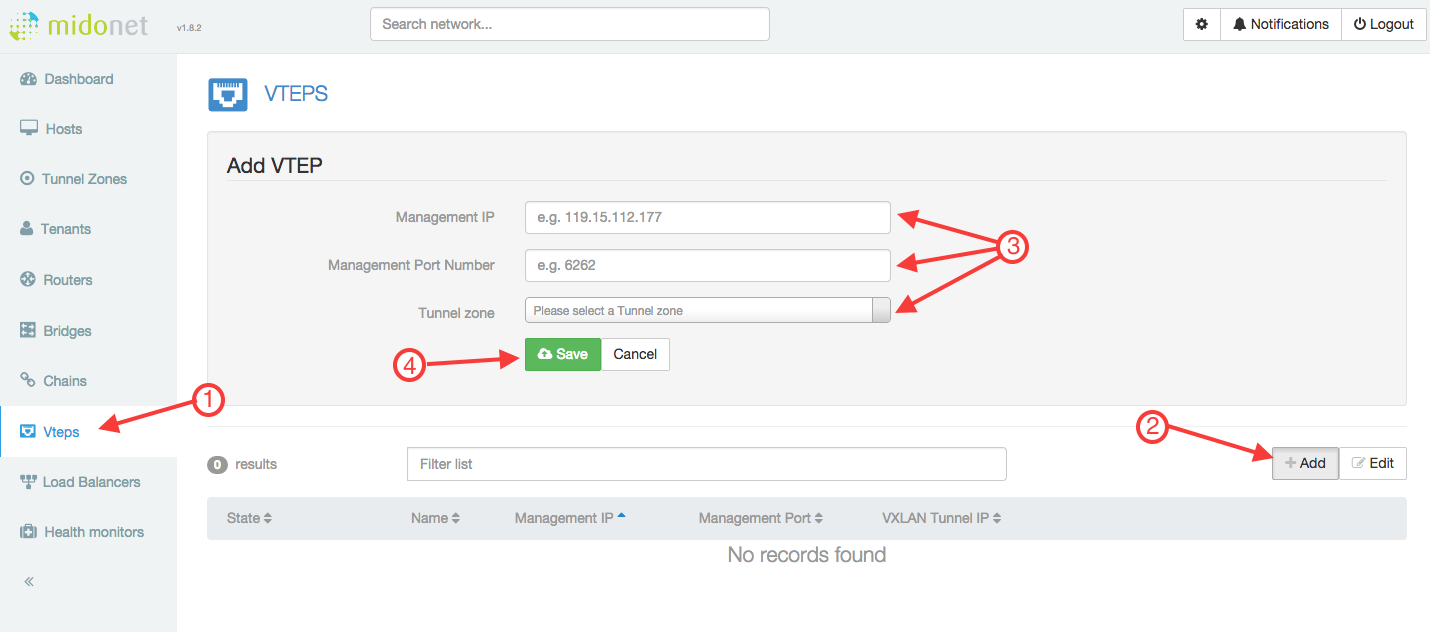 midonet v1.8.2
Search network...
Notifications
Logout
Dashboard
Hosts
Tunnel Zones
Tenants
Routers
Bridges
Chains
Vteps
Load Balancers
Health monitors
«
VTEPS
Add VTEP
Management IP e.g. 119.15.112.177
Management Port Number e.g. 6262
Tunnel zone Please select a Tunnel zone
Save Cancel
1
2
3
4
0 results Filter list + Add Edit
State Name Management IP Management Port VXLAN Tunnel IP
No records found